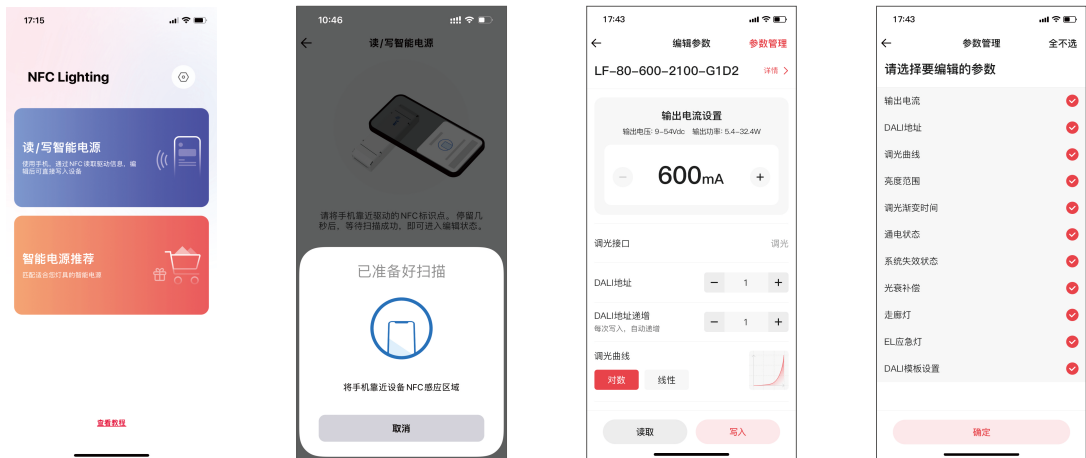 17:15
NFC Lighting
读/写智能电源
使用手机，通过NFC读取驱动信息，编
辑后可直接写入设备
智能电源推荐
匹配适合您灯具的智能电源
查看教程
10:46
读/写智能电源
请将手机靠近驱动的NFC标识点。停留几
秒后，等待扫描成功，即可进入编辑状态。
已准备好扫描
将手机靠近设备NFC感应区域
取消
17:43
编辑参数 参数管理
LF-80-600-2100-G1D2 详情
输出电流设置
输出电压: 9-54Vdc 输出功率: 5.4-32.4W
600mA
调光接口 调光
DALI地址 1
DALI地址递增 1
每次写入，自动递增
调光曲线
对数 线性
读取 写入
17:43
参数管理 全不选
请选择要编辑的参数
输出电流
DALI地址
调光曲线
亮度范围
调光渐变时间
通电状态
系统失效状态
光衰补偿
走廊灯
EL应急灯
DALI模板设置
确定